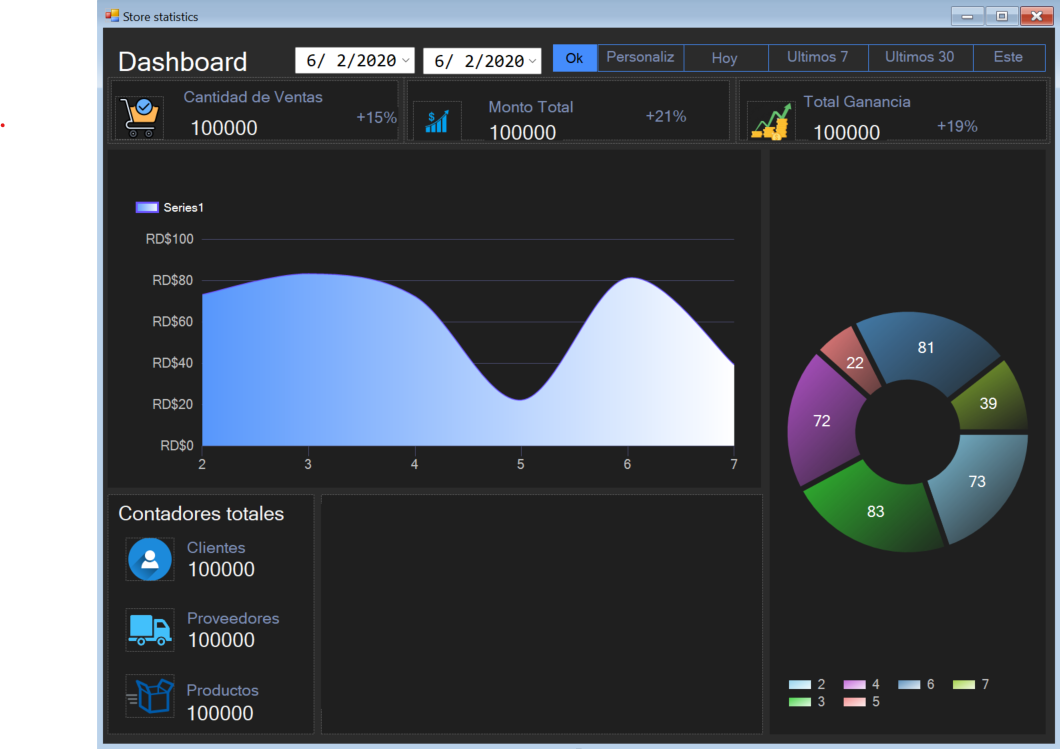 Store statistics
Dashboard
6/ 2/2020
6/ 2/2020
Ok
Personaliz
Hoy
Ultimos 7
Ultimos 30
Este
Cantidad de Ventas
100000
+15%
Monto Total
100000
+21%
Total Ganancia
100000
+19%
Series1
RD$100
RD$80
RD$60
RD$40
RD$20
RD$0
2 3 4 5 6 7
81
22
39
72
73
83
2 4 6 7
3 5
Contadores totales
Clientes
100000
Proveedores
100000
Productos
100000